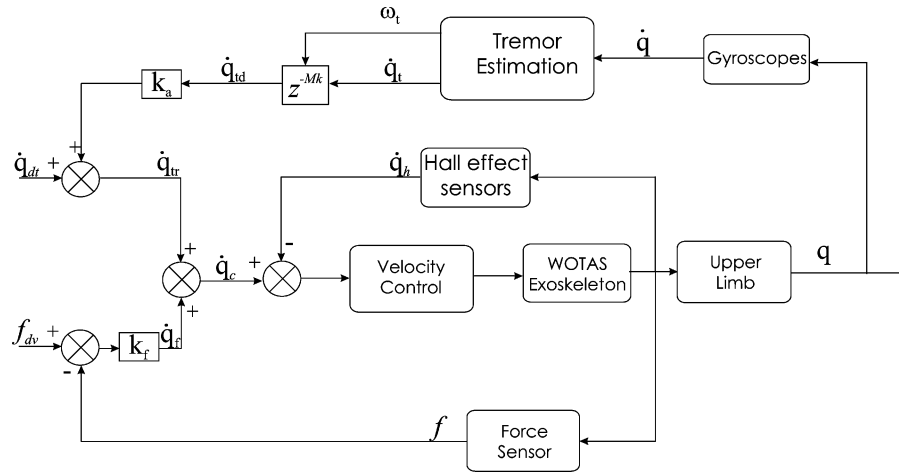 ω_t
Tremor
Estimation
q̇
Gyroscopes
q̇_td
q̇_t
k_a
z^-Mk
+
q̇_dt +
q̇_tr
q̇_h
Hall effect
sensors
+
-
q̇_c
+
Velocity
Control
WOTAS
Exoskeleton
Upper
Limb
q
f_dv +
k_f
q̇_f
+
-
f
Force
Sensor